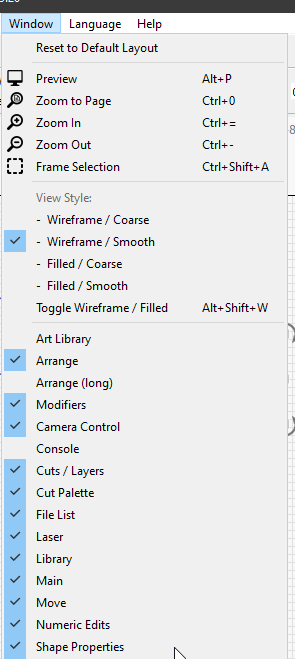 Window Language Help
Reset to Default Layout
Preview Alt+P
Zoom to Page Ctrl+0
Zoom In Ctrl+=
Zoom Out Ctrl+-
Frame Selection Ctrl+Shift+A
View Style:
- Wireframe / Coarse
- Wireframe / Smooth
- Filled / Coarse
- Filled / Smooth
Toggle Wireframe / Filled Alt+Shift+W
Art Library
Arrange
Arrange (long)
Modifiers
Camera Control
Console
Cuts / Layers
Cut Palette
File List
Laser
Library
Main
Move
Numeric Edits
Shape Properties